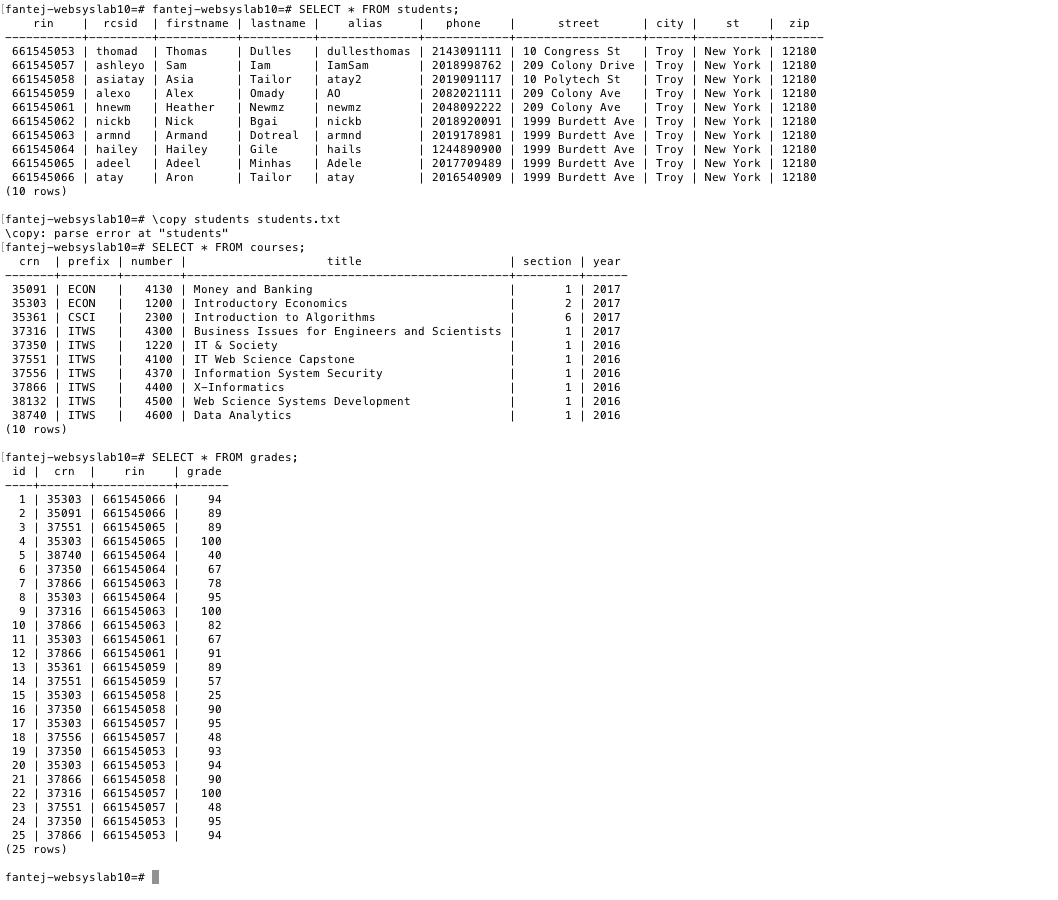 [fantej-websyslab10=# fantej-websyslab10=# SELECT * FROM students;
    rin    | rcsid   | firstname | lastname |    alias     |   phone    |     street      | city |    st    |  zip
-----------+---------+-----------+----------+--------------+------------+------------------+------+----------+-------
 661545053 | thomad  | Thomas    | Dulles   | dullesthomas | 2143091111 | 10 Congress St   | Troy | New York | 12180
 661545057 | ashleyo | Sam       | Iam      | IamSam       | 2018998762 | 209 Colony Drive | Troy | New York | 12180
 661545058 | asiatay | Asia      | Tailor   | atay2        | 2019091117 | 10 Polytech St   | Troy | New York | 12180
 661545059 | alexo   | Alex      | Omady    | AO           | 2082021111 | 209 Colony Ave   | Troy | New York | 12180
 661545061 | hnewm   | Heather   | Newmz    | newmz        | 2048092222 | 209 Colony Ave   | Troy | New York | 12180
 661545062 | nickb   | Nick      | Bgai     | nickb        | 2018920091 | 1999 Burdett Ave | Troy | New York | 12180
 661545063 | armnd   | Armand    | Dotreal  | armnd        | 2019178981 | 1999 Burdett Ave | Troy | New York | 12180
 661545064 | hailey  | Hailey    | Gile     | hails        | 1244890900 | 1999 Burdett Ave | Troy | New York | 12180
 661545065 | adeel   | Adeel     | Minhas   | Adele        | 2017709489 | 1999 Burdett Ave | Troy | New York | 12180
 661545066 | atay    | Aron      | Tailor   | atay         | 2016540909 | 1999 Burdett Ave | Troy | New York | 12180
(10 rows)

[fantej-websyslab10=# \copy students students.txt
\copy: parse error at "students"
[fantej-websyslab10=# SELECT * FROM courses;
  crn  | prefix | number |                    title                     | section | year
-------+--------+--------+----------------------------------------------+---------+------
 35091 | ECON   |   4130 | Money and Banking                            |       1 | 2017
 35303 | ECON   |   1200 | Introductory Economics                       |       2 | 2017
 35361 | CSCI   |   2300 | Introduction to Algorithms                   |       6 | 2017
 37316 | ITWS   |   4300 | Business Issues for Engineers and Scientists |       1 | 2017
 37350 | ITWS   |   1220 | IT & Society                                 |       1 | 2016
 37551 | ITWS   |   4100 | IT Web Science Capstone                      |       1 | 2016
 37556 | ITWS   |   4370 | Information System Security                  |       1 | 2016
 37866 | ITWS   |   4400 | X-Informatics                                |       1 | 2016
 38132 | ITWS   |   4500 | Web Science Systems Development              |       1 | 2016
 38740 | ITWS   |   4600 | Data Analytics                               |       1 | 2016
(10 rows)

[fantej-websyslab10=# SELECT * FROM grades;
 id |  crn  |    rin    | grade
----+-------+-----------+-------
  1 | 35303 | 661545066 |    94
  2 | 35091 | 661545066 |    89
  3 | 37551 | 661545065 |    89
  4 | 35303 | 661545065 |   100
  5 | 38740 | 661545064 |    40
  6 | 37350 | 661545064 |    67
  7 | 37866 | 661545063 |    78
  8 | 35303 | 661545064 |    95
  9 | 37316 | 661545063 |   100
 10 | 37866 | 661545063 |    82
 11 | 35303 | 661545061 |    67
 12 | 37866 | 661545061 |    91
 13 | 35361 | 661545059 |    89
 14 | 37551 | 661545059 |    57
 15 | 35303 | 661545058 |    25
 16 | 37350 | 661545058 |    90
 17 | 35303 | 661545057 |    95
 18 | 37556 | 661545057 |    48
 19 | 37350 | 661545053 |    93
 20 | 35303 | 661545053 |    94
 21 | 37866 | 661545058 |    90
 22 | 37316 | 661545057 |   100
 23 | 37551 | 661545057 |    48
 24 | 37350 | 661545053 |    95
 25 | 37866 | 661545053 |    94
(25 rows)

fantej-websyslab10=#